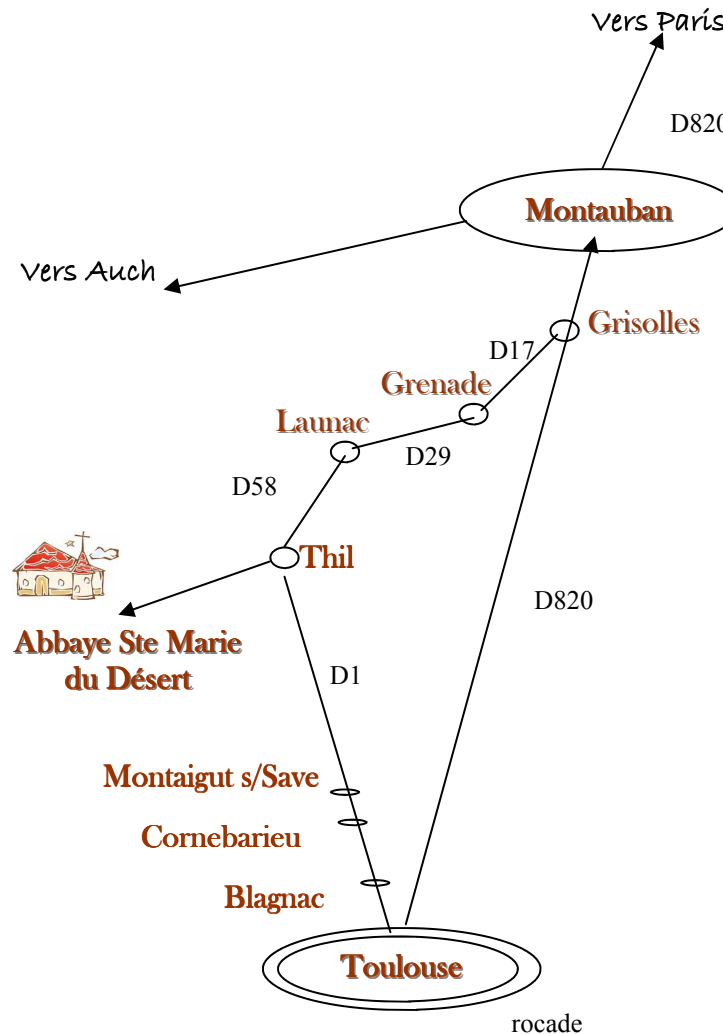 Vers Paris
D820
Montauban
Vers Auch
Grisolles
D17
Grenade
Launac
D29
D58
Thil
D820
Abbaye Ste Marie
du Désert
D1
Montaigut s/Save
Cornebarieu
Blagnac
Toulouse
rocade